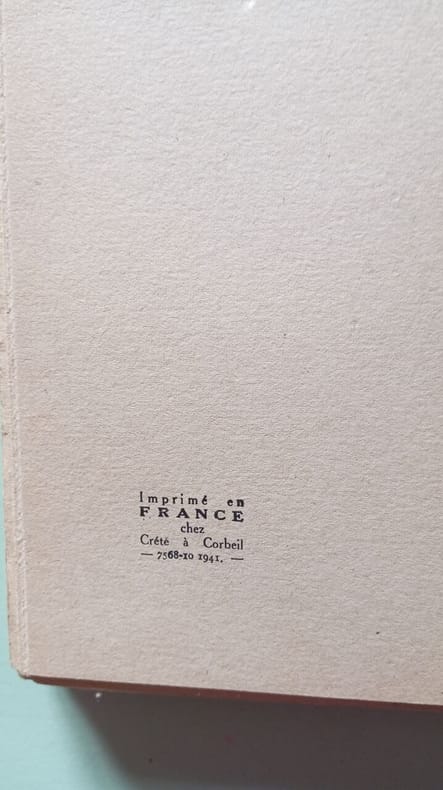 Imprimé en
FRANCE
chez
Crété à Corbeil
— 7568-10 1941. —